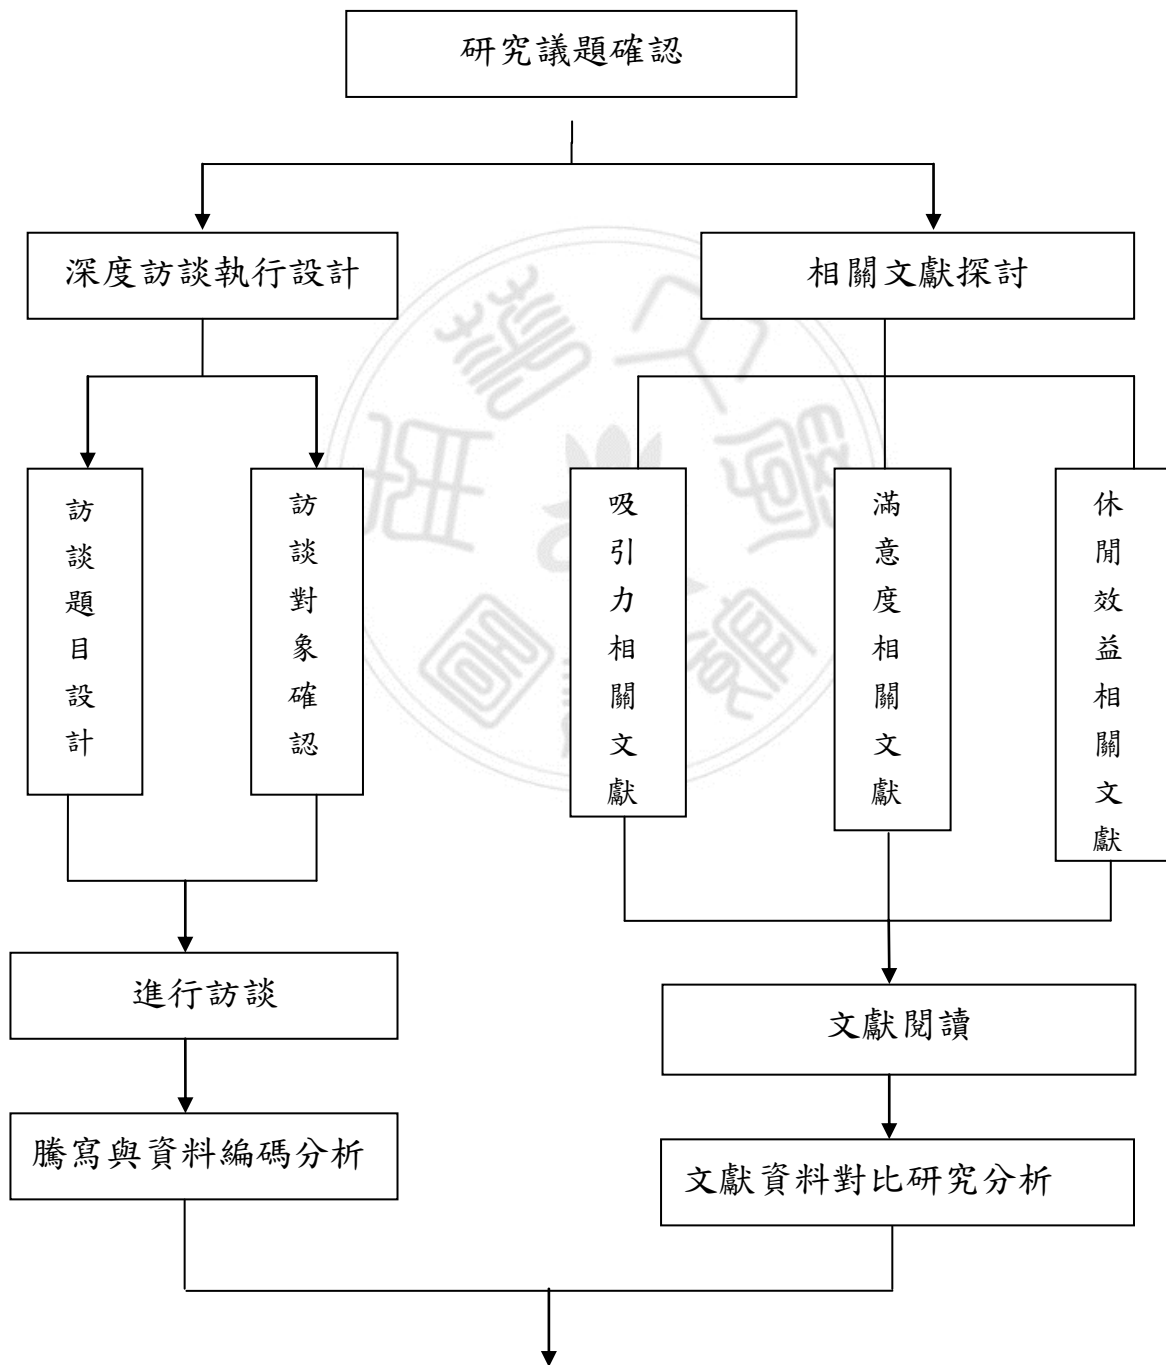 研究議題確認
深度訪談執行設計
相關文獻探討
訪談題目設計
訪談對象確認
吸引力相關文獻
滿意度相關文獻
休閒效益相關文獻
進行訪談
文獻閱讀
騰寫與資料編碼分析
文獻資料對比研究分析